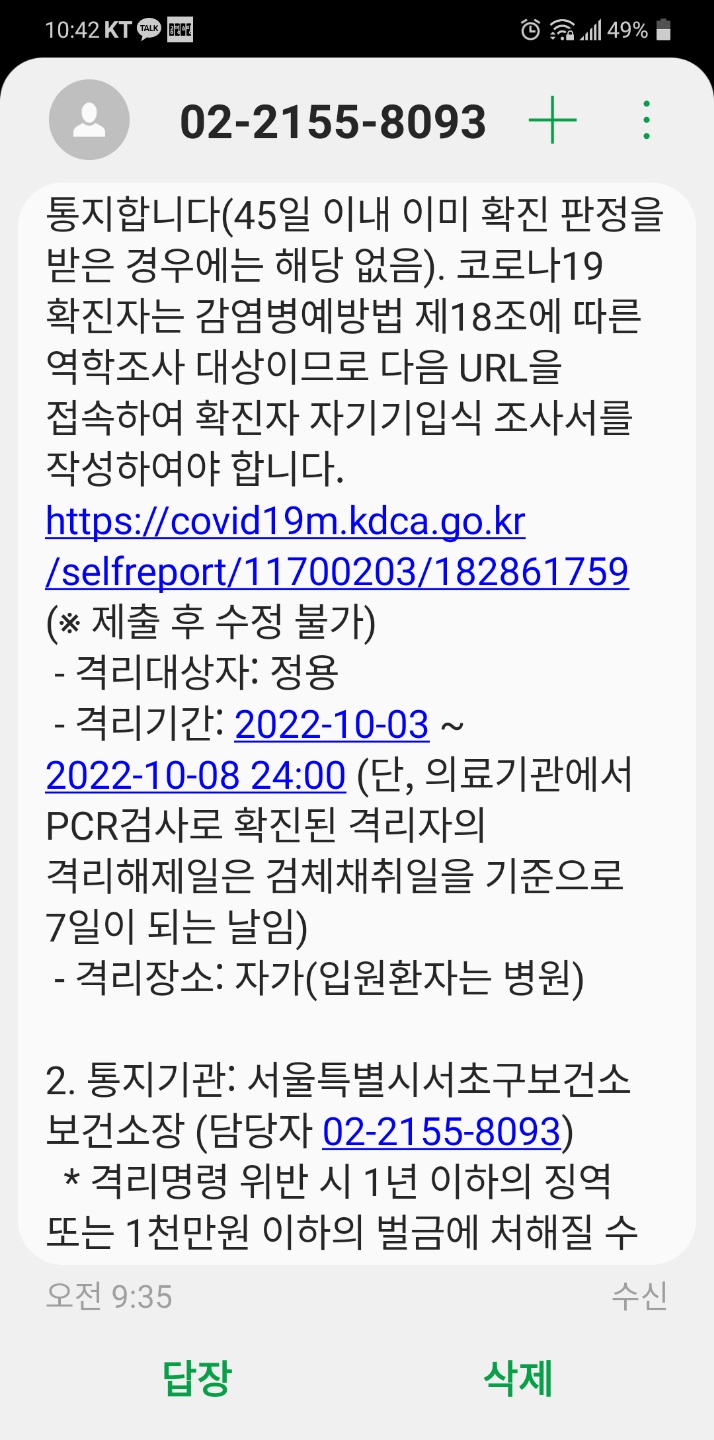 10:42 KT TALK 49%
02-2155-8093
통지합니다(45일 이내 이미 확진 판정을
받은 경우에는 해당 없음). 코로나19
확진자는 감염병예방법 제18조에 따른
역학조사 대상이므로 다음 URL을
접속하여 확진자 자기기입식 조사서를
작성하여야 합니다.
https://covid19m.kdca.go.kr
/selfreport/11700203/182861759
(※ 제출 후 수정 불가)
- 격리대상자: 정용
- 격리기간: 2022-10-03 ~
2022-10-08 24:00 (단, 의료기관에서
PCR검사로 확진된 격리자의
격리해제일은 검체채취일을 기준으로
7일이 되는 날임)
- 격리장소: 자가(입원환자는 병원)
2. 통지기관: 서울특별시서초구보건소
보건소장 (담당자 02-2155-8093)
* 격리명령 위반 시 1년 이하의 징역
또는 1천만원 이하의 벌금에 처해질 수
오전 9:35 수신
답장 삭제